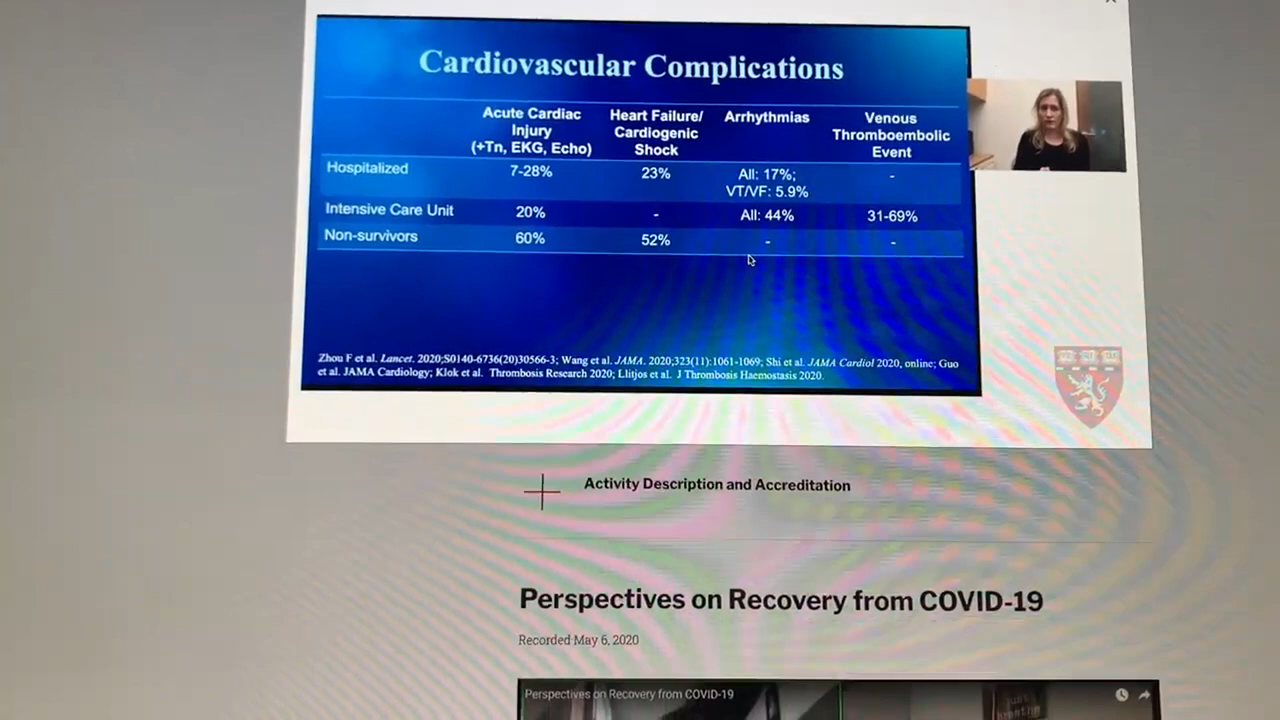 Cardiovascular Complications
Acute Cardiac Injury (+Tn, EKG, Echo) Heart Failure/ Cardiogenic Shock Arrhythmias Venous Thromboembolic Event
Hospitalized 7-28% 23% All: 17%; VT/VF: 5.9% -
Intensive Care Unit 20% - All: 44% 31-69%
Non-survivors 60% 52% - -
Zhou F et al. Lancet. 2020;S0140-6736(20)30566-3; Wang et al. JAMA. 2020;323(11):1061-1069; Shi et al. JAMA Cardiol 2020, online; Guo
et al. JAMA Cardiology; Klok et al. Thrombosis Research 2020; Llitjos et al. J Thrombosis Haemostasis 2020.
Activity Description and Accreditation
Perspectives on Recovery from COVID-19
Recorded May 6, 2020
Perspectives on Recovery from COVID-19